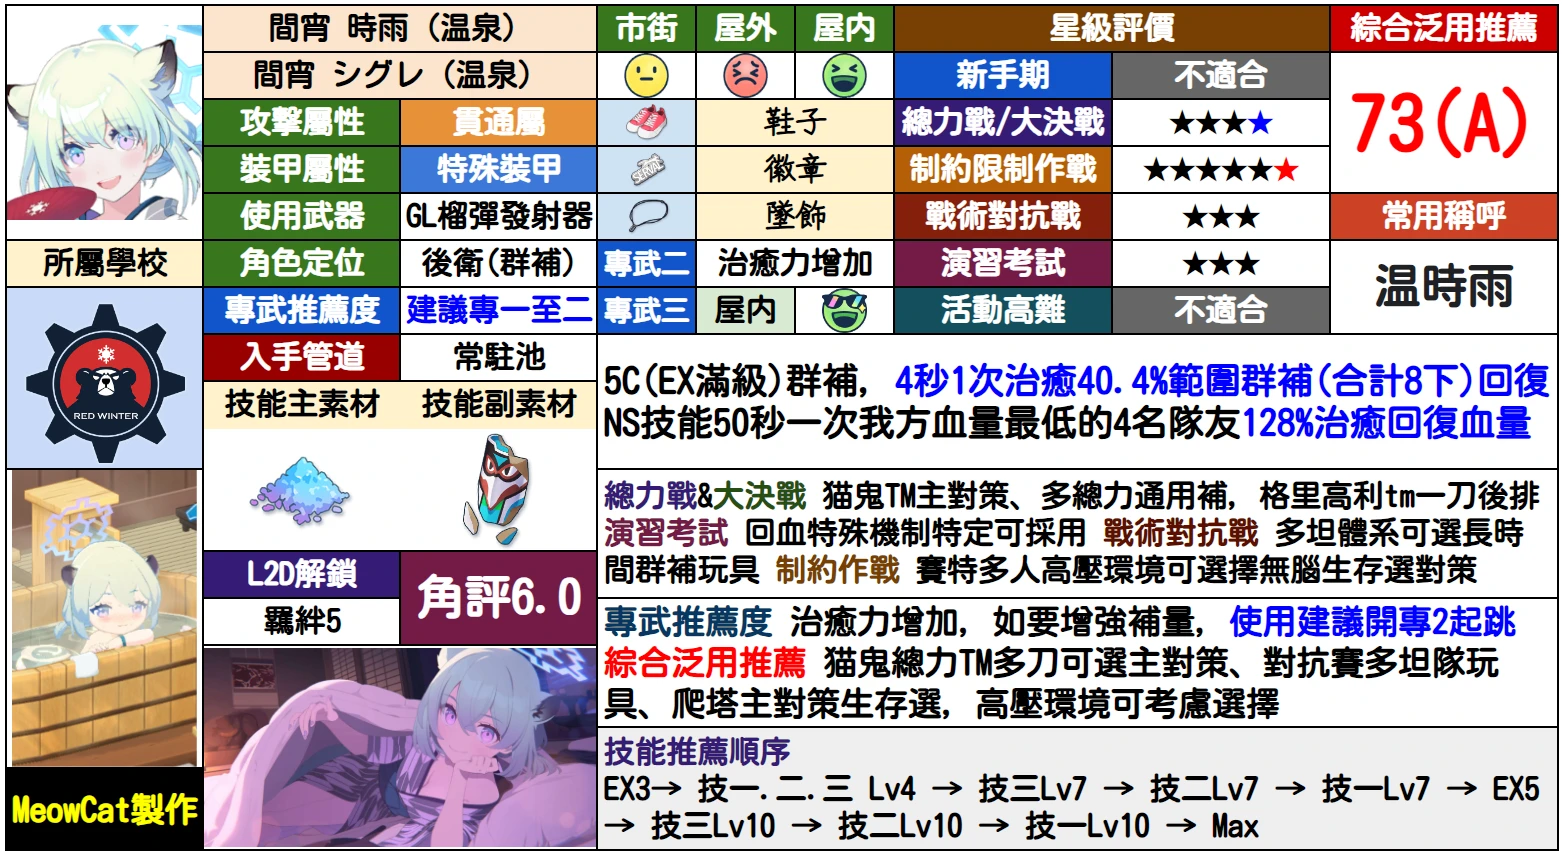 間宵 時雨（温泉）
間宵 シグレ（温泉）
市街 屋外 屋内
星級評價
綜合泛用推薦
新手期 不適合
73(A)
攻擊屬性 貫通屬
鞋子
總力戰/大決戰 ★★★★
裝甲屬性 特殊裝甲
徽章
制約限制作戰 ★★★★★★
使用武器 GL榴彈發射器
墜飾
戰術對抗戰 ★★★
常用稱呼
所屬學校
角色定位 後衛(群補)
專武二 治癒力增加
演習考試 ★★★
温時雨
專武推薦度 建議專一至二
專武三 屋内
活動高難 不適合
入手管道 常駐池
RED WINTER
技能主素材 技能副素材
5C(EX滿級)群補, 4秒1次治癒40.4%範圍群補(合計8下)回復
NS技能50秒一次我方血量最低的4名隊友128%治癒回復血量
總力戰&大決戰 猫鬼TM主對策、多總力通用補, 格里高利tm一刀後排
演習考試 回血特殊機制特定可採用 戰術對抗戰 多坦體系可選長時
間群補玩具 制約作戰 賽特多人高壓環境可選擇無腦生存選對策
L2D解鎖
羈絆5
角評6.0
專武推薦度 治癒力增加, 如要增強補量, 使用建議開專2起跳
綜合泛用推薦 猫鬼總力TM多刀可選主對策、對抗賽多坦隊玩
具、爬塔主對策生存選, 高壓環境可考慮選擇
技能推薦順序
EX3→ 技一.二.三 Lv4 → 技三Lv7 → 技二Lv7 → 技一Lv7 → EX5
→ 技三Lv10 → 技二Lv10 → 技一Lv10 → Max
MeowCat製作